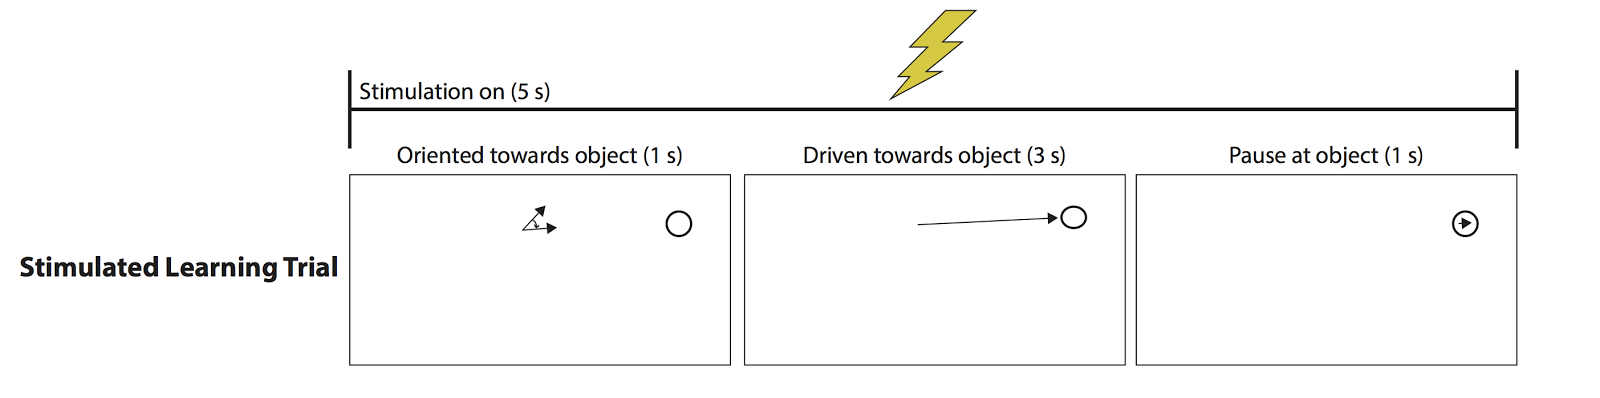 Stimulation on (5 s)
Oriented towards object (1 s)
Driven towards object (3 s)
Pause at object (1 s)
Stimulated Learning Trial